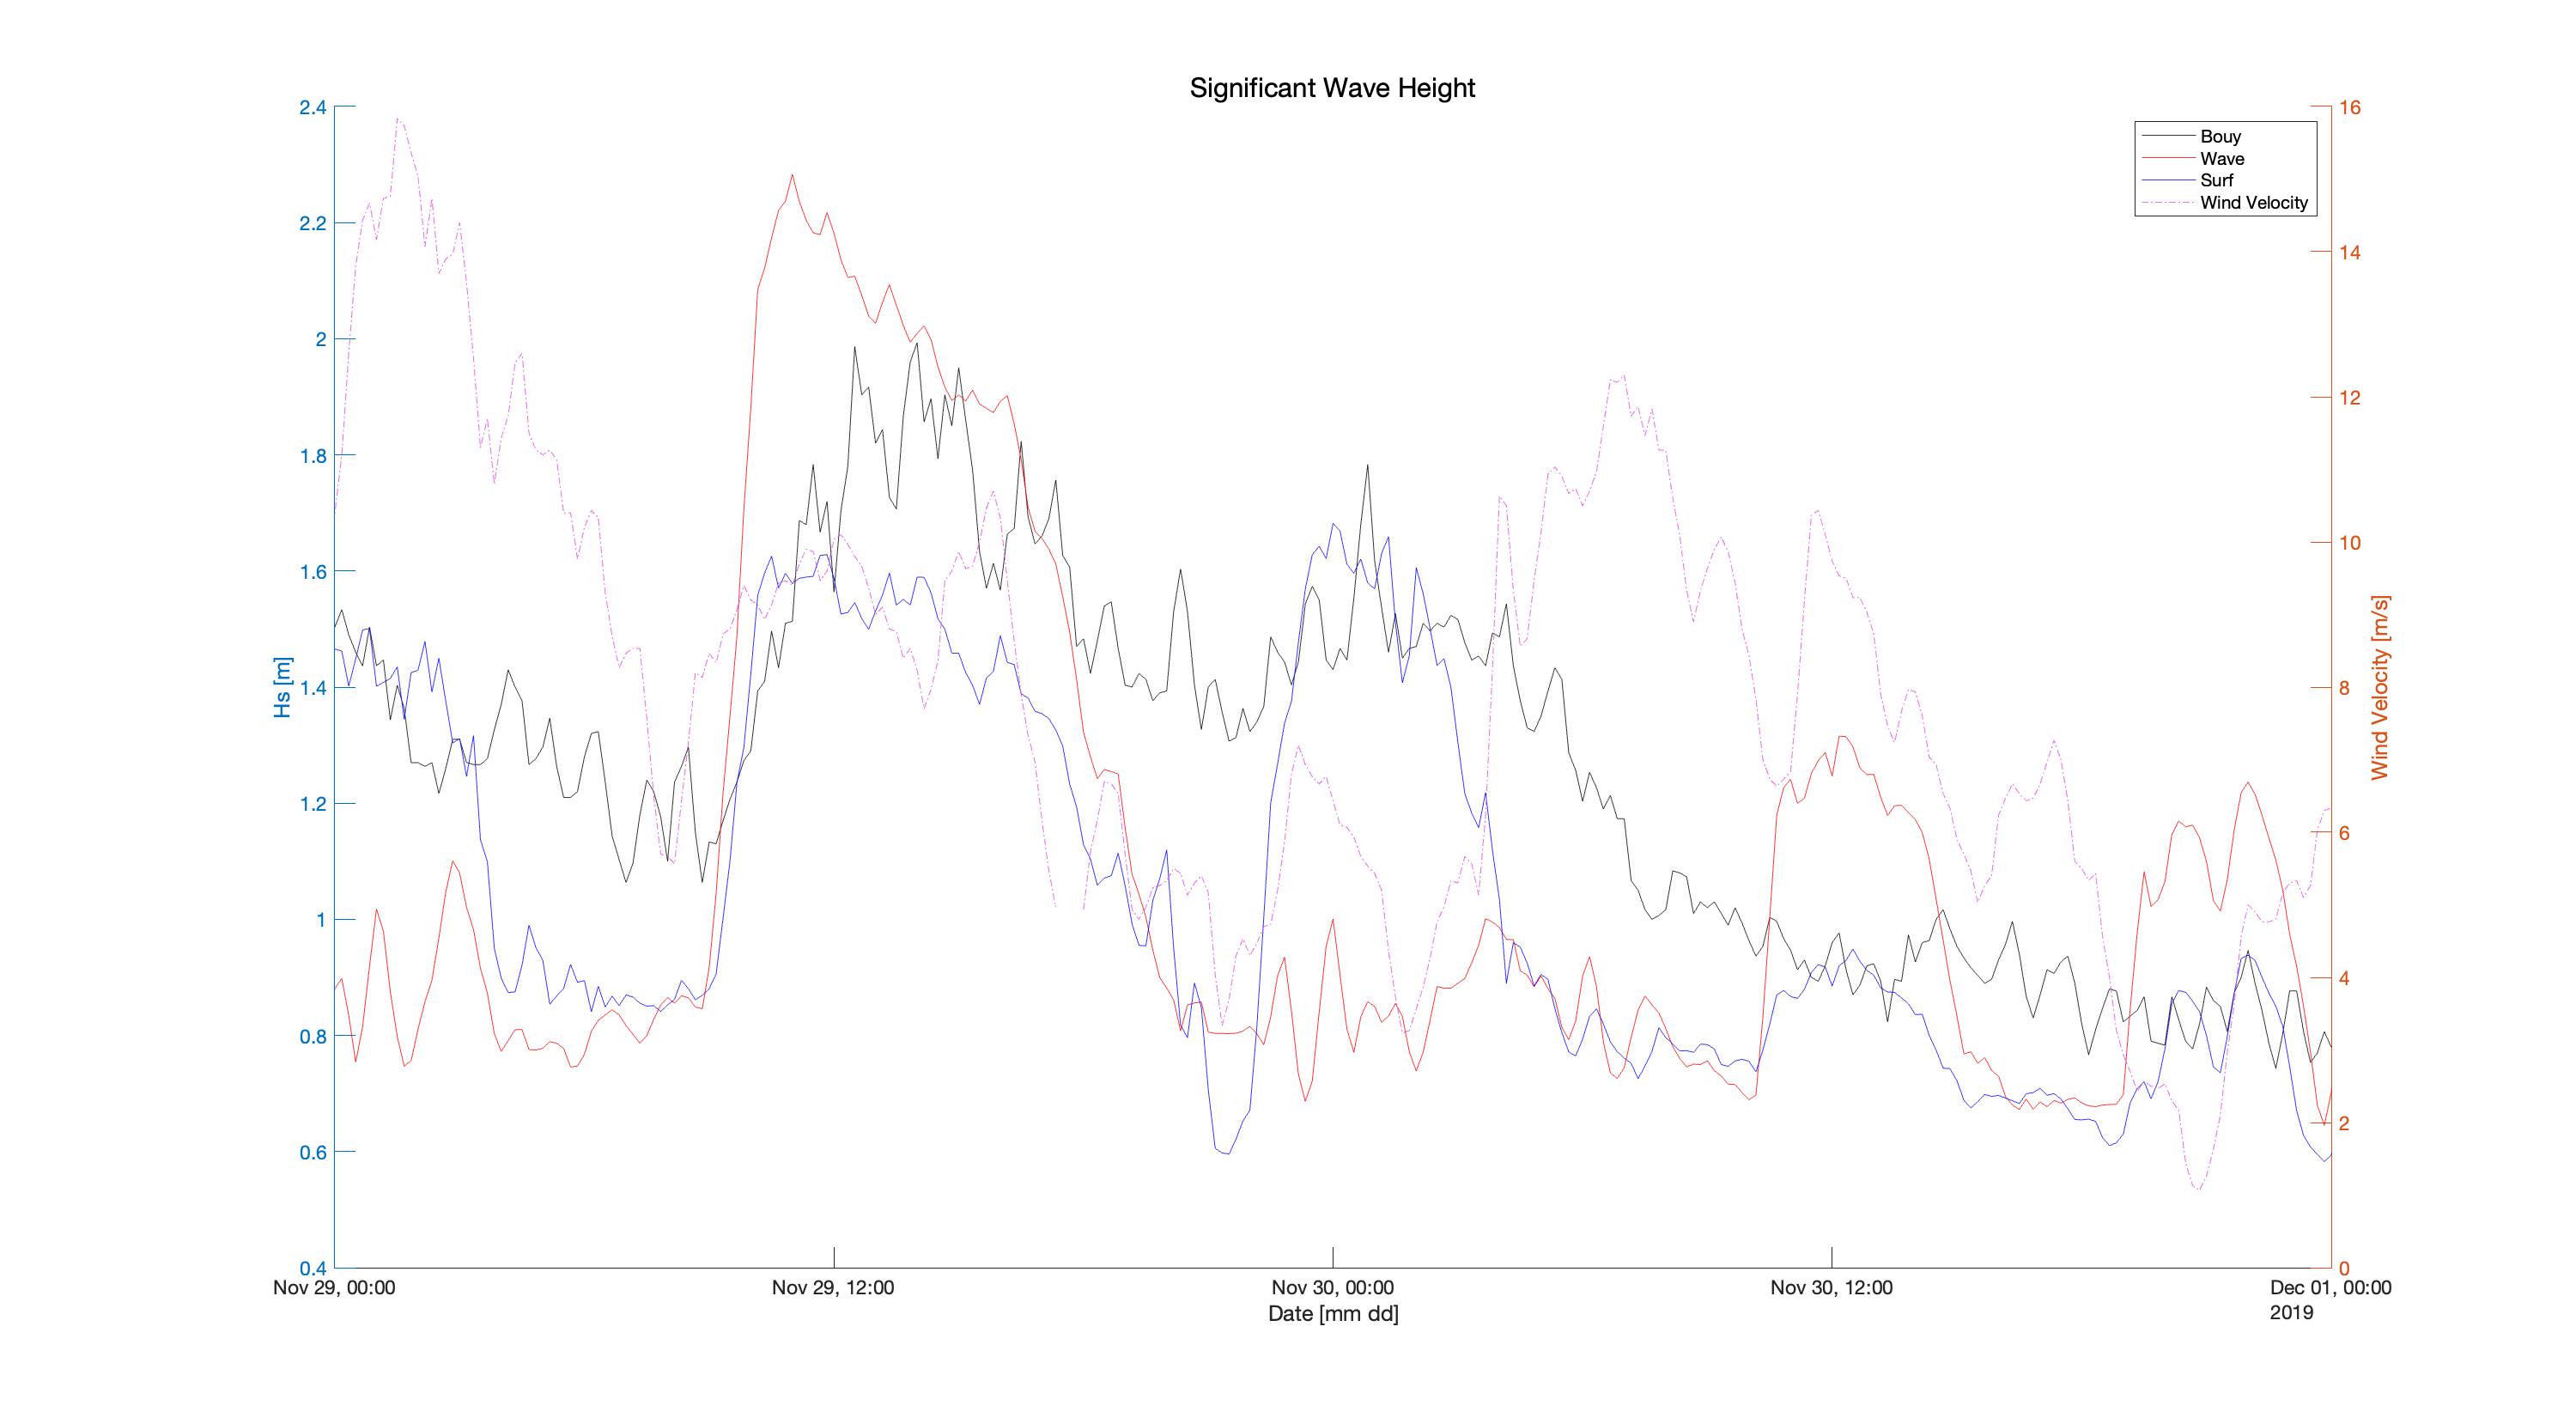 Significant Wave Height
2.4
2.2
2
1.8
1.6
1.4
1.2
1
0.8
0.6
0.4
Hs [m]
16
14
12
10
8
6
4
2
0
Wind Velocity [m/s]
Bouy
Wave
Surf
Wind Velocity
Nov 29, 00:00
Nov 29, 12:00
Nov 30, 00:00
Nov 30, 12:00
Dec 01, 00:00
2019
Date [mm dd]